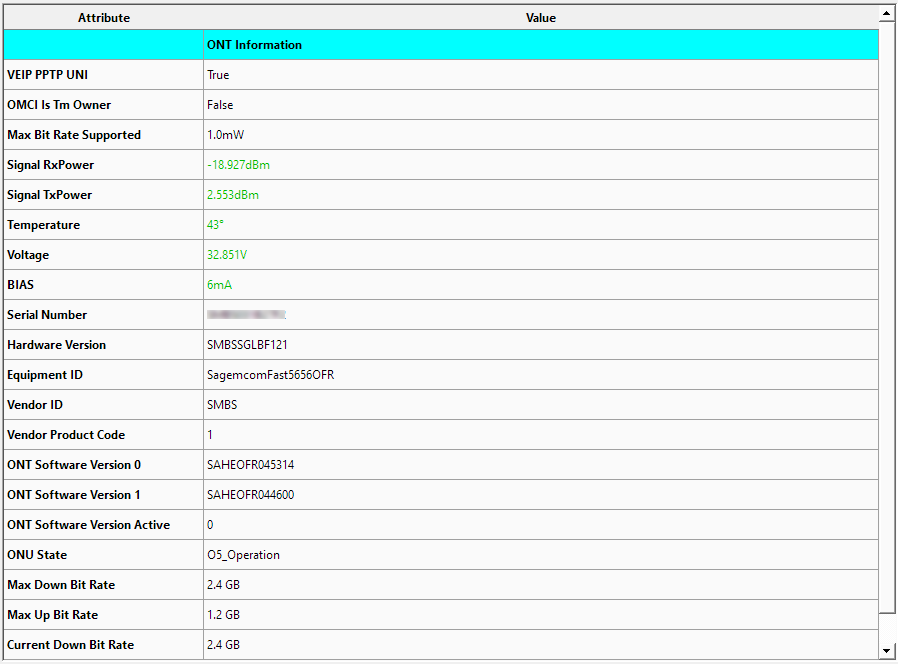 Attribute Value
ONT Information
VEIP PPTP UNI True
OMCI Is Tm Owner False
Max Bit Rate Supported 1.0mW
Signal RxPower -18.927dBm
Signal TxPower 2.553dBm
Temperature 43°
Voltage 32.851V
BIAS 6mA
Serial Number
Hardware Version SMBSSGLBF121
Equipment ID SagemcomFast5656OFR
Vendor ID SMBS
Vendor Product Code 1
ONT Software Version 0 SAHEOFR045314
ONT Software Version 1 SAHEOFR044600
ONT Software Version Active 0
ONU State O5_Operation
Max Down Bit Rate 2.4 GB
Max Up Bit Rate 1.2 GB
Current Down Bit Rate 2.4 GB